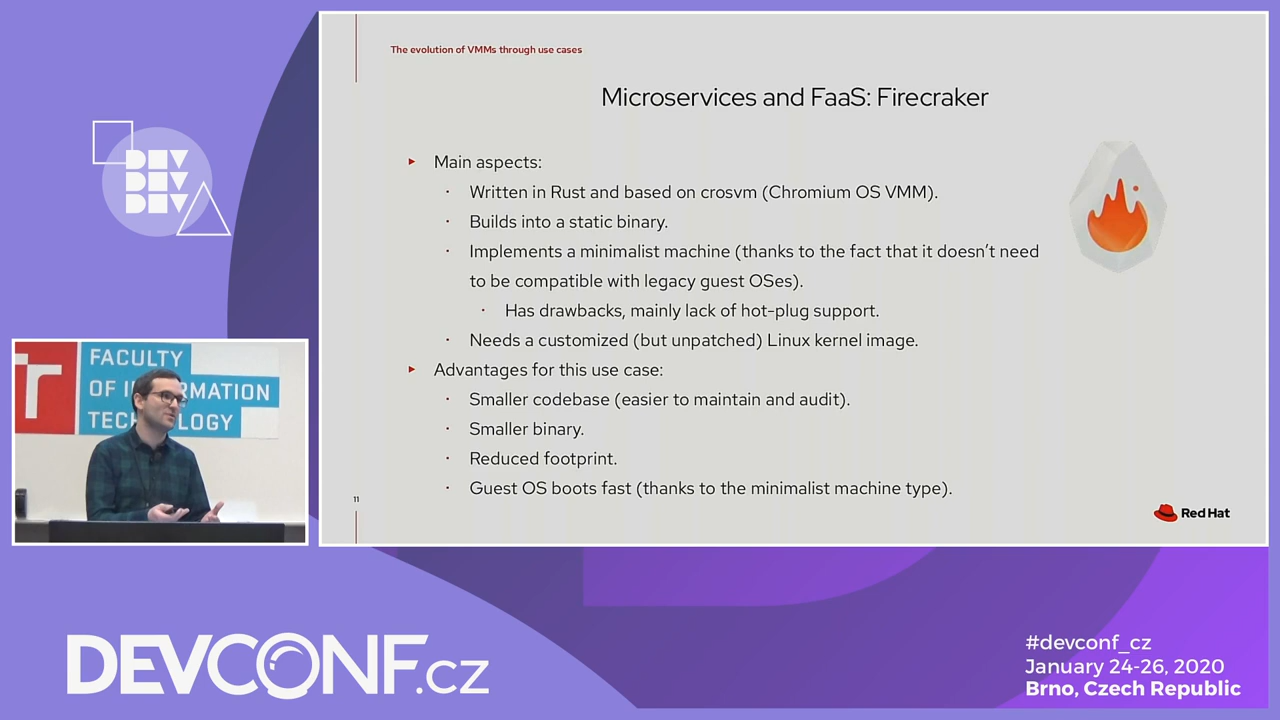 The evolution of VMMs through use cases
Microservices and FaaS: Firecraker
Main aspects:
Written in Rust and based on crosvm (Chromium OS VMM).
Builds into a static binary.
Implements a minimalist machine (thanks to the fact that it doesn't need
to be compatible with legacy guest OSes).
Has drawbacks, mainly lack of hot-plug support.
Needs a customized (but unpatched) Linux kernel image.
Advantages for this use case:
Smaller codebase (easier to maintain and audit).
Smaller binary.
Reduced footprint.
Guest OS boots fast (thanks to the minimalist machine type).
11
Red Hat
DEV
DEV
DEV
FACULTY
OF INFORMATION
TECHNOLOGY
DEVCONF.cz
#devconf_cz
January 24-26, 2020
Brno, Czech Republic